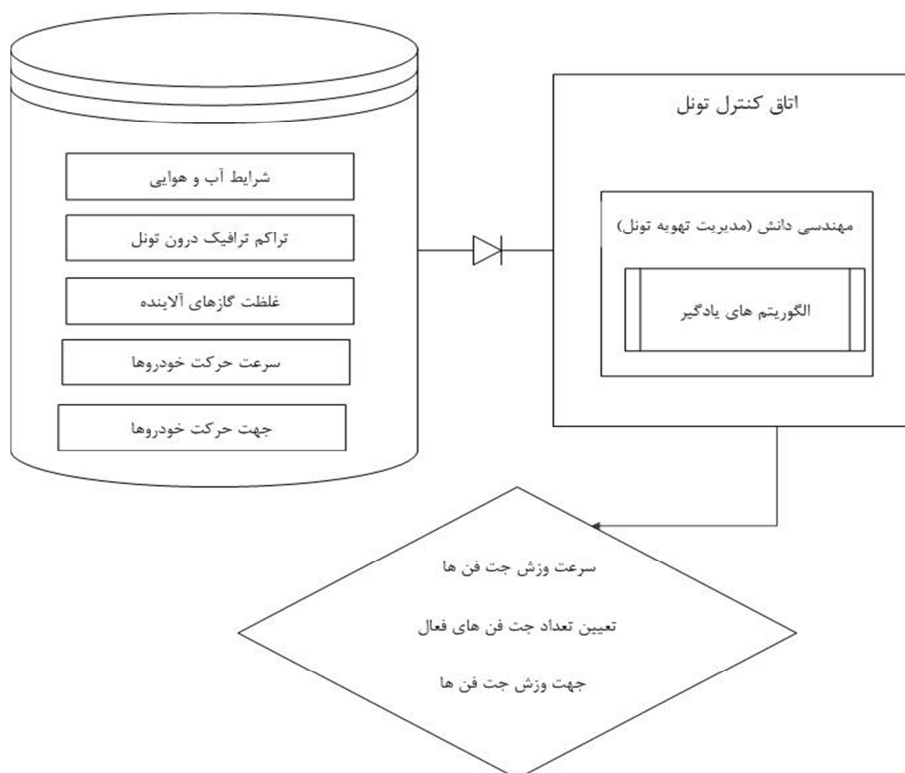 اتاق کنترل تونل
مهندسی دانش (مدیریت تهویه تونل)
الگوریتم های یادگیر
شرایط آب و هوایی
تراکم ترافیک درون تونل
غلظت گازهای آلاینده
سرعت حرکت خودروها
جهت حرکت خودروها
سرعت وزش جت فن ها
تعیین تعداد جت فن های فعال
جهت وزش جت فن ها